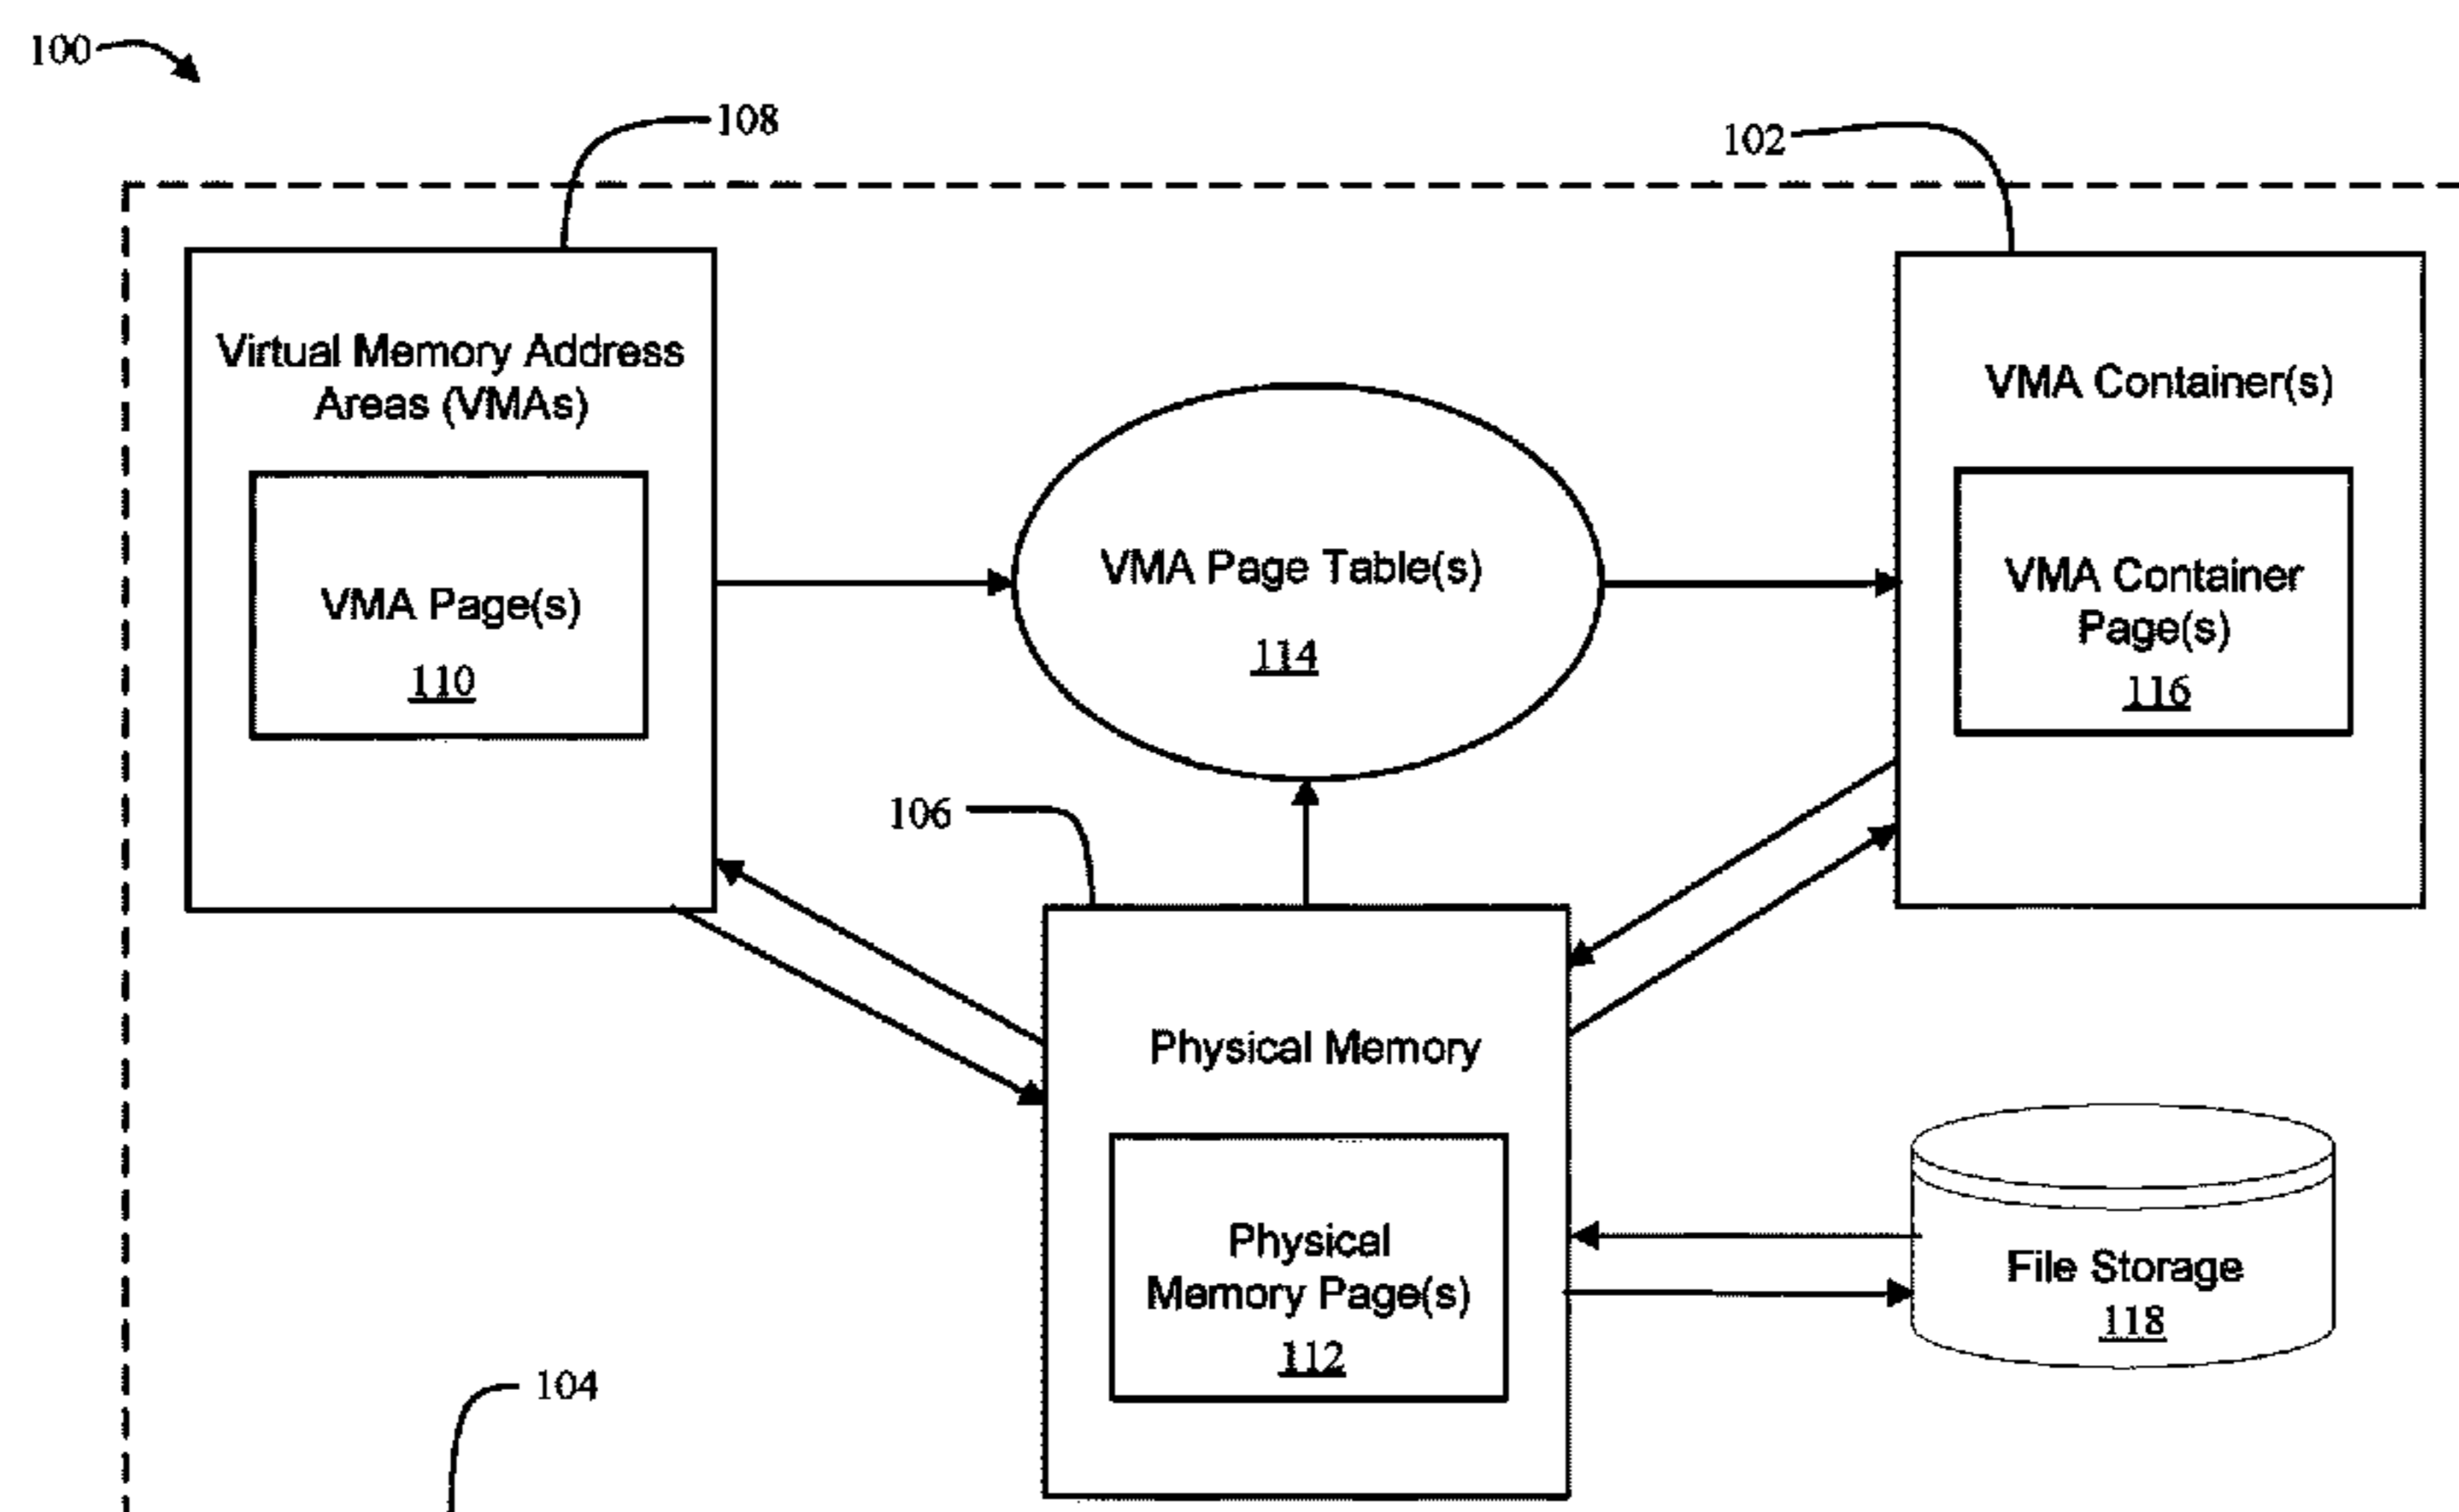 100
108
102
Virtual Memory Address
Areas (VMAs)
VMA Page(s)
110
VMA Page Table(s)
114
VMA Container(s)
VMA Container
Page(s)
116
106
Physical Memory
Physical
Memory Page(s)
112
File Storage
118
104